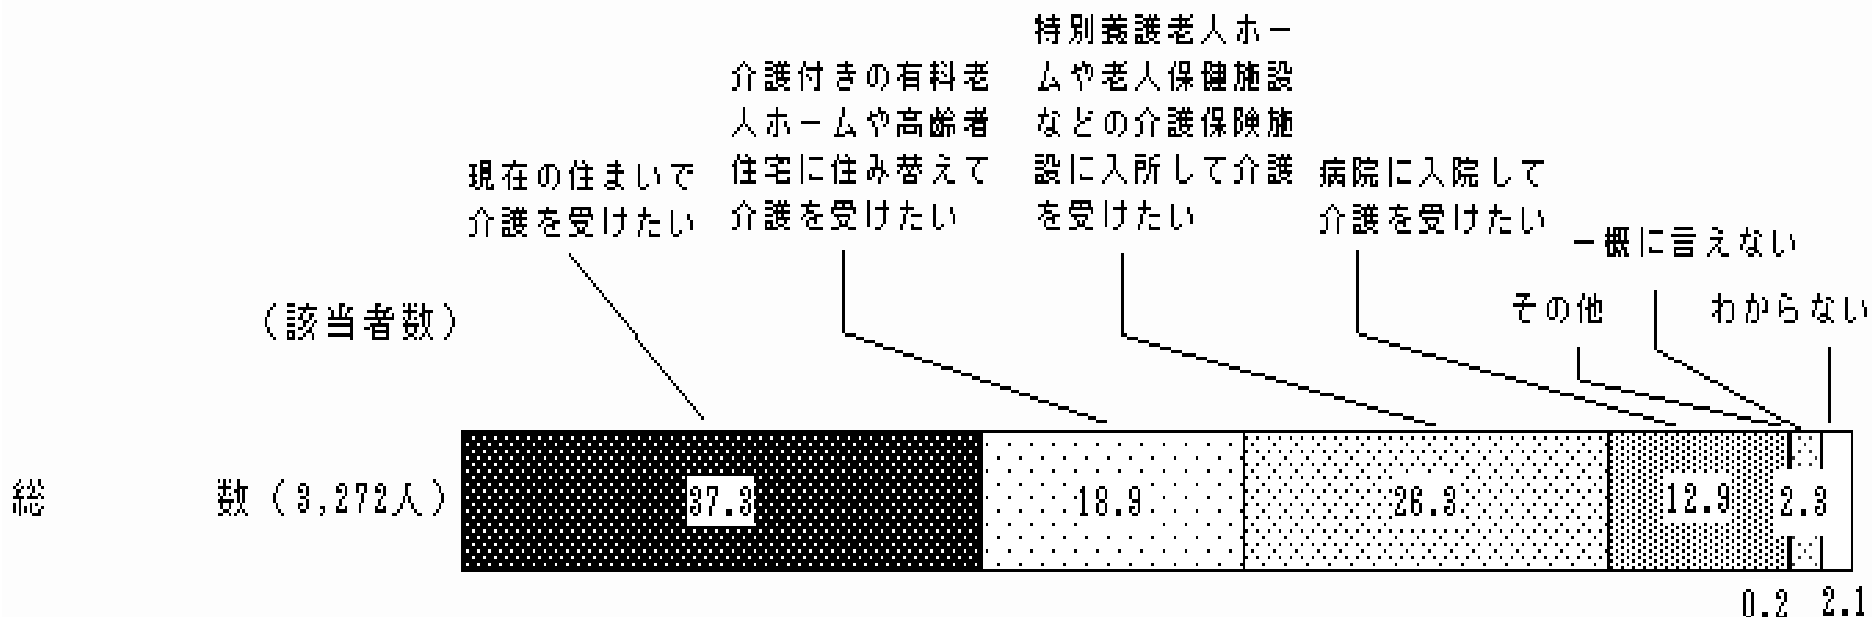 現在の住まいで
介護を受けたい
介護付きの有料老
人ホームや高齢者
住宅に住み替えて
介護を受けたい
特別養護老人ホー
ムや老人保健施設
などの介護保険施
設に入所して介護
を受けたい
病院に入院して
介護を受けたい
その他
一概に言えない
わからない
（該当者数）
総 数（3,272人）
37.3
18.9
26.3
12.9
2.3
0.2
2.1